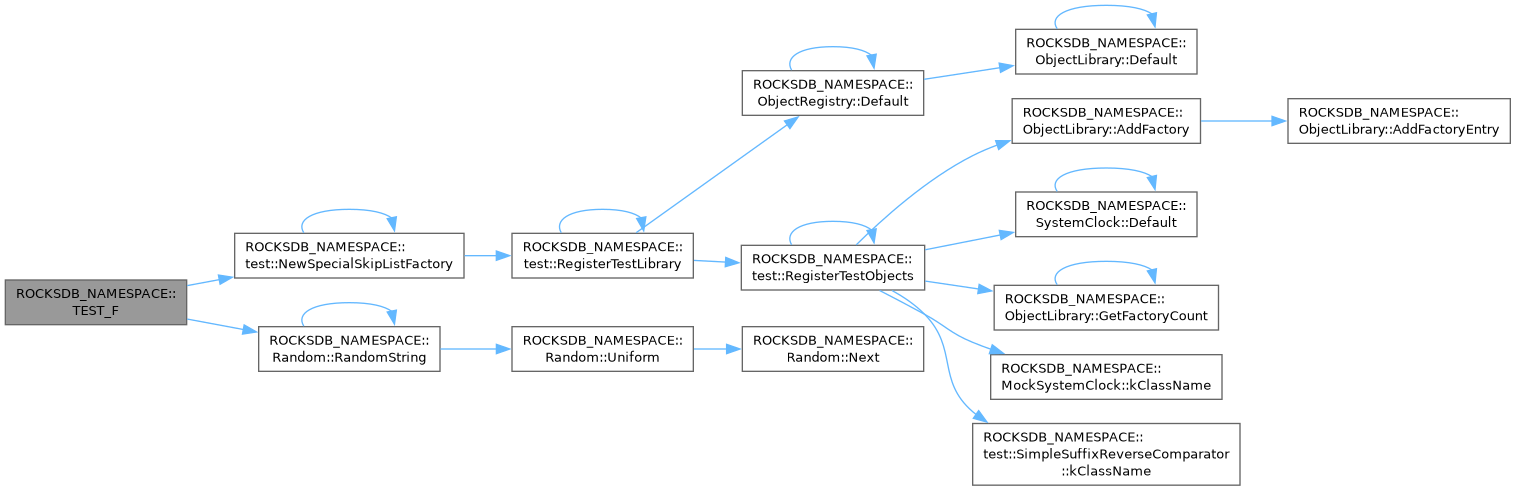 ROCKSDB_NAMESPACE::
TEST_F
ROCKSDB_NAMESPACE::
test::NewSpecialSkipListFactory
ROCKSDB_NAMESPACE::
test::RegisterTestLibrary
ROCKSDB_NAMESPACE::
ObjectRegistry::Default
ROCKSDB_NAMESPACE::
ObjectLibrary::Default
ROCKSDB_NAMESPACE::
test::RegisterTestObjects
ROCKSDB_NAMESPACE::
ObjectLibrary::AddFactory
ROCKSDB_NAMESPACE::
ObjectLibrary::AddFactoryEntry
ROCKSDB_NAMESPACE::
SystemClock::Default
ROCKSDB_NAMESPACE::
ObjectLibrary::GetFactoryCount
ROCKSDB_NAMESPACE::
MockSystemClock::kClassName
ROCKSDB_NAMESPACE::
test::SimpleSuffixReverseComparator
::kClassName
ROCKSDB_NAMESPACE::
Random::RandomString
ROCKSDB_NAMESPACE::
Random::Uniform
ROCKSDB_NAMESPACE::
Random::Next